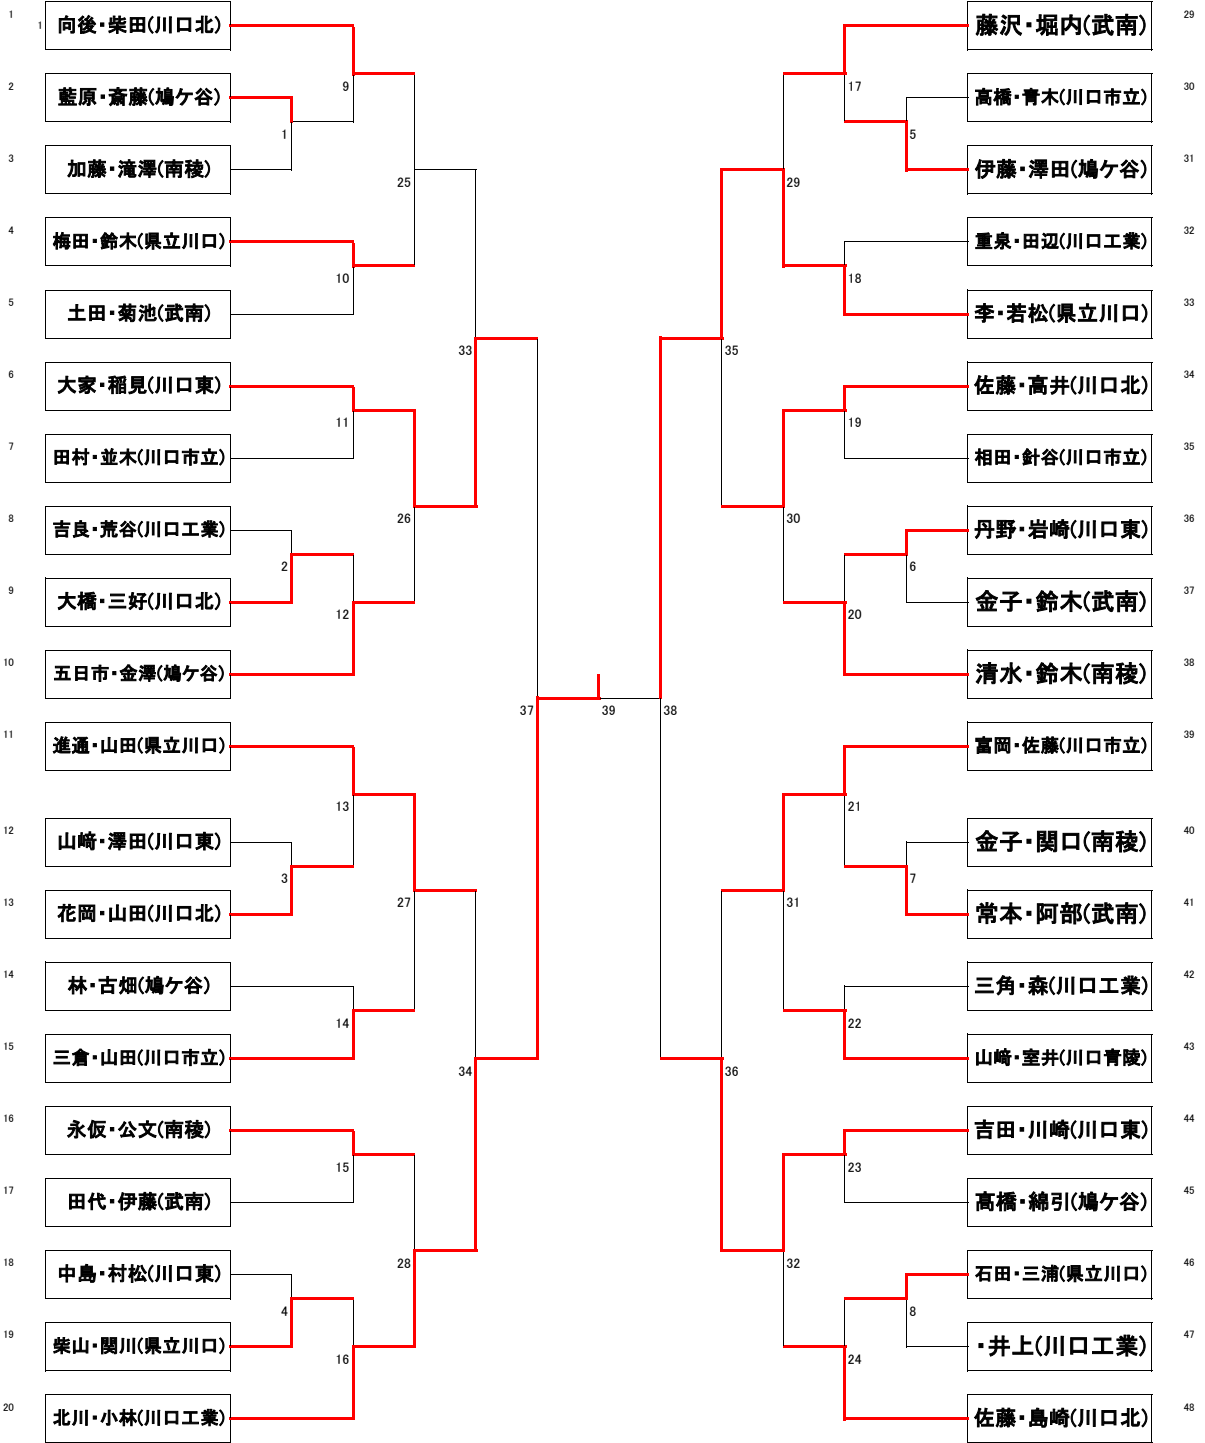 1 1 向後・柴田(川口北)
2 藍原・斎藤(鳩ケ谷)
3 加藤・滝澤(南稜)
4 梅田・鈴木(県立川口)
5 土田・菊池(武南)
6 大家・稲見(川口東)
7 田村・並木(川口市立)
8 吉良・荒谷(川口工業)
9 大橋・三好(川口北)
10 五日市・金澤(鳩ケ谷)
11 進通・山田(県立川口)
12 山﨑・澤田(川口東)
13 花岡・山田(川口北)
14 林・古畑(鳩ケ谷)
15 三倉・山田(川口市立)
16 永仮・公文(南稜)
17 田代・伊藤(武南)
18 中島・村松(川口東)
19 柴山・関川(県立川口)
20 北川・小林(川口工業)
1
2
3
4
9
10
11
12
13
14
15
16
25
26
27
28
33
34
37
39
38
35
36
29
30
31
32
17
18
19
20
21
22
23
24
5
6
7
8
藤沢・堀内(武南) 29
髙橋・青木(川口市立) 30
伊藤・澤田(鳩ケ谷) 31
重泉・田辺(川口工業) 32
李・若松(県立川口) 33
佐藤・高井(川口北) 34
相田・針谷(川口市立) 35
丹野・岩崎(川口東) 36
金子・鈴木(武南) 37
清水・鈴木(南稜) 38
富岡・佐藤(川口市立) 39
金子・関口(南稜) 40
常本・阿部(武南) 41
三角・森(川口工業) 42
山﨑・室井(川口青陵) 43
吉田・川崎(川口東) 44
髙橋・綿引(鳩ケ谷) 45
石田・三浦(県立川口) 46
・井上(川口工業) 47
佐藤・島崎(川口北) 48